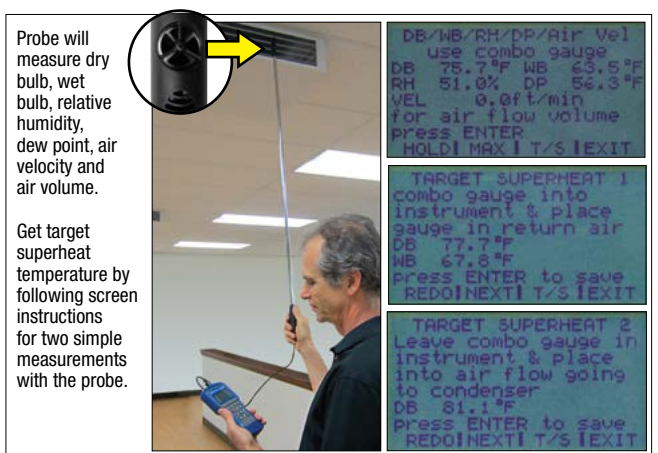 Probe will
measure dry
bulb, wet
bulb, relative
humidity,
dew point, air
velocity and
air volume.
Get target
superheat
temperature by
following screen
instructions
for two simple
measurements
with the probe.
DB/WB/RH/DP/Air Vel
use combo gauge
DB 75.7°F WB 63.5°F
RH 51.0% DP 56.3°F
VEL 0.0ft/min
for air flow volume
press ENTER
HOLD| MAX | T/S |EXIT
TARGET SUPERHEAT 1
combo gauge into
instrument & place
gauge in return air
DB 77.7°F
WB 67.8°F
press ENTER to save
REDO|NEXT| T/S |EXIT
TARGET SUPERHEAT 2
Leave combo gauge in
instrument & place
into air flow going
to condenser
DB 81.1°F
press ENTER to save
REDO|NEXT| T/S |EXIT